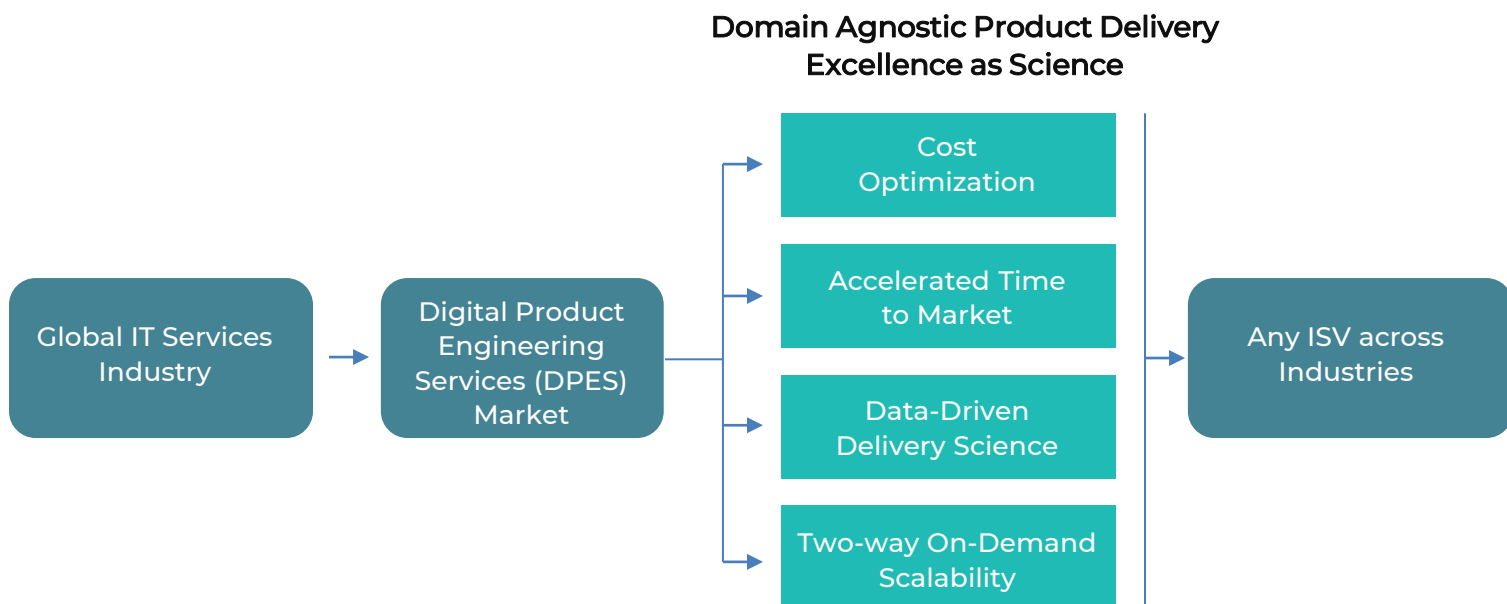 Domain Agnostic Product Delivery
Excellence as Science
Global IT Services
Industry
Digital Product
Engineering
Services (DPES)
Market
Cost
Optimization
Accelerated Time
to Market
Data-Driven
Delivery Science
Two-way On-Demand
Scalability
Any ISV across
Industries